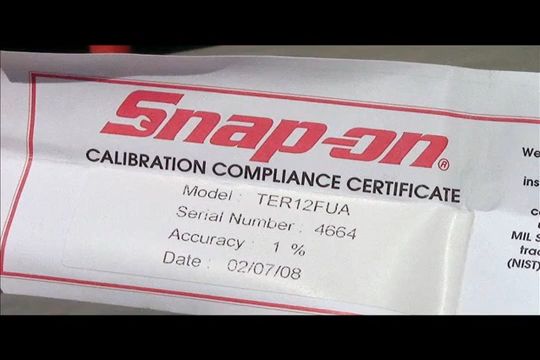 Snap-on®
CALIBRATION COMPLIANCE CERTIFICATE
Model : TER12FUA
Serial Number : 4664
Accuracy : 1 %
Date : 02/07/08
We
MIL S
(NIST)